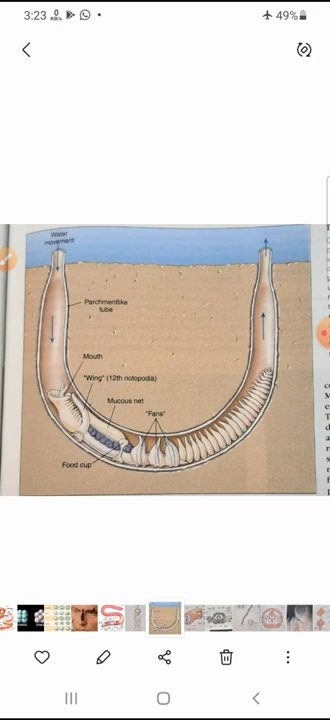 3:23
49%
Water
movement
Parchmentlike
tube
Mouth
"Wing" (12th notopodia)
Mucous net
"Fans"
Food cup